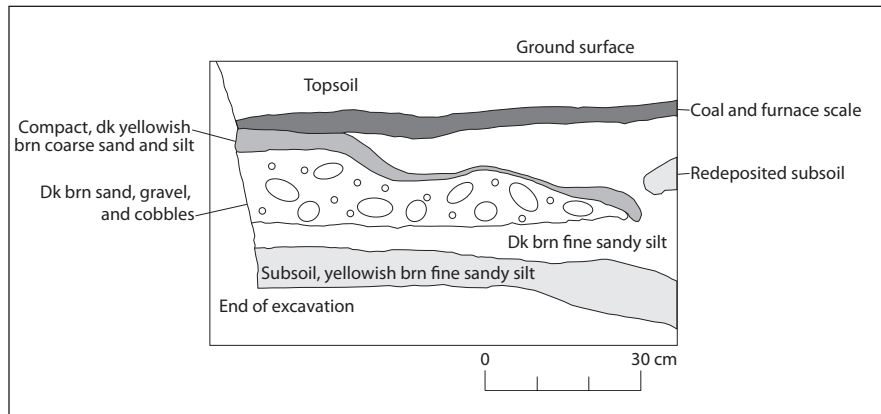 Ground surface
Topsoil
Coal and furnace scale
Compact, dk yellowish
brn coarse sand and silt
Redeposited subsoil
Dk brn sand, gravel,
and cobbles
Dk brn fine sandy silt
Subsoil, yellowish brn fine sandy silt
End of excavation
0 30 cm